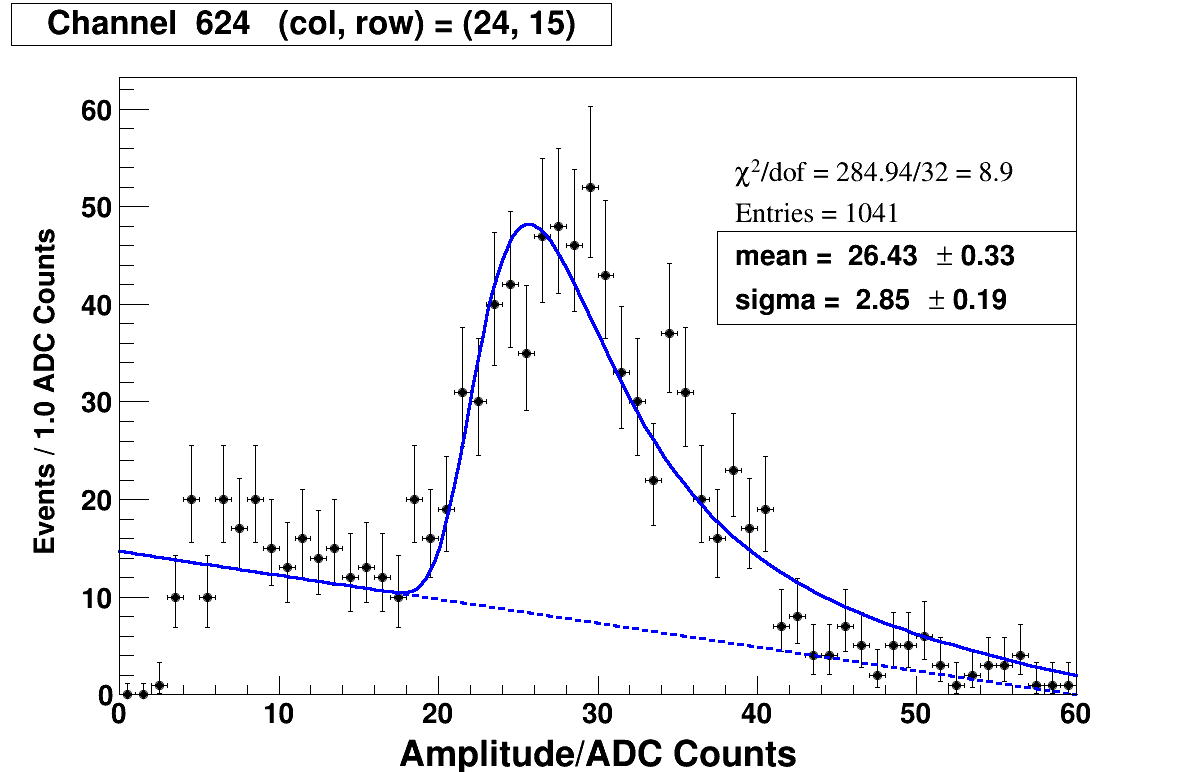 Channel 624 (col, row) = (24, 15)
χ²/dof = 284.94/32 = 8.9
Entries = 1041
mean = 26.43 ± 0.33
sigma = 2.85 ± 0.19
Events / 1.0 ADC Counts
60
50
40
30
20
10
0
0 10 20 30 40 50 60
Amplitude/ADC Counts